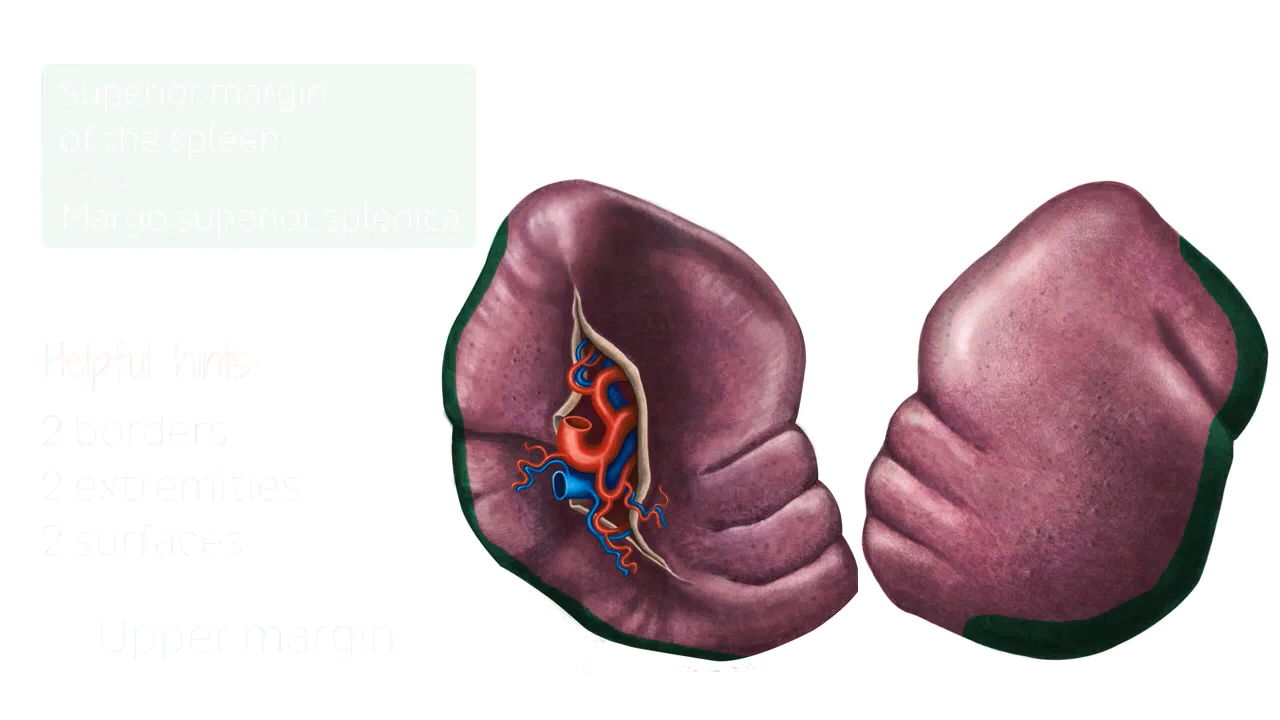 Superior margin
of the spleen
Margo superior splenica
Helpful hints
2 borders
2 extremities
2 surfaces
Upper margin